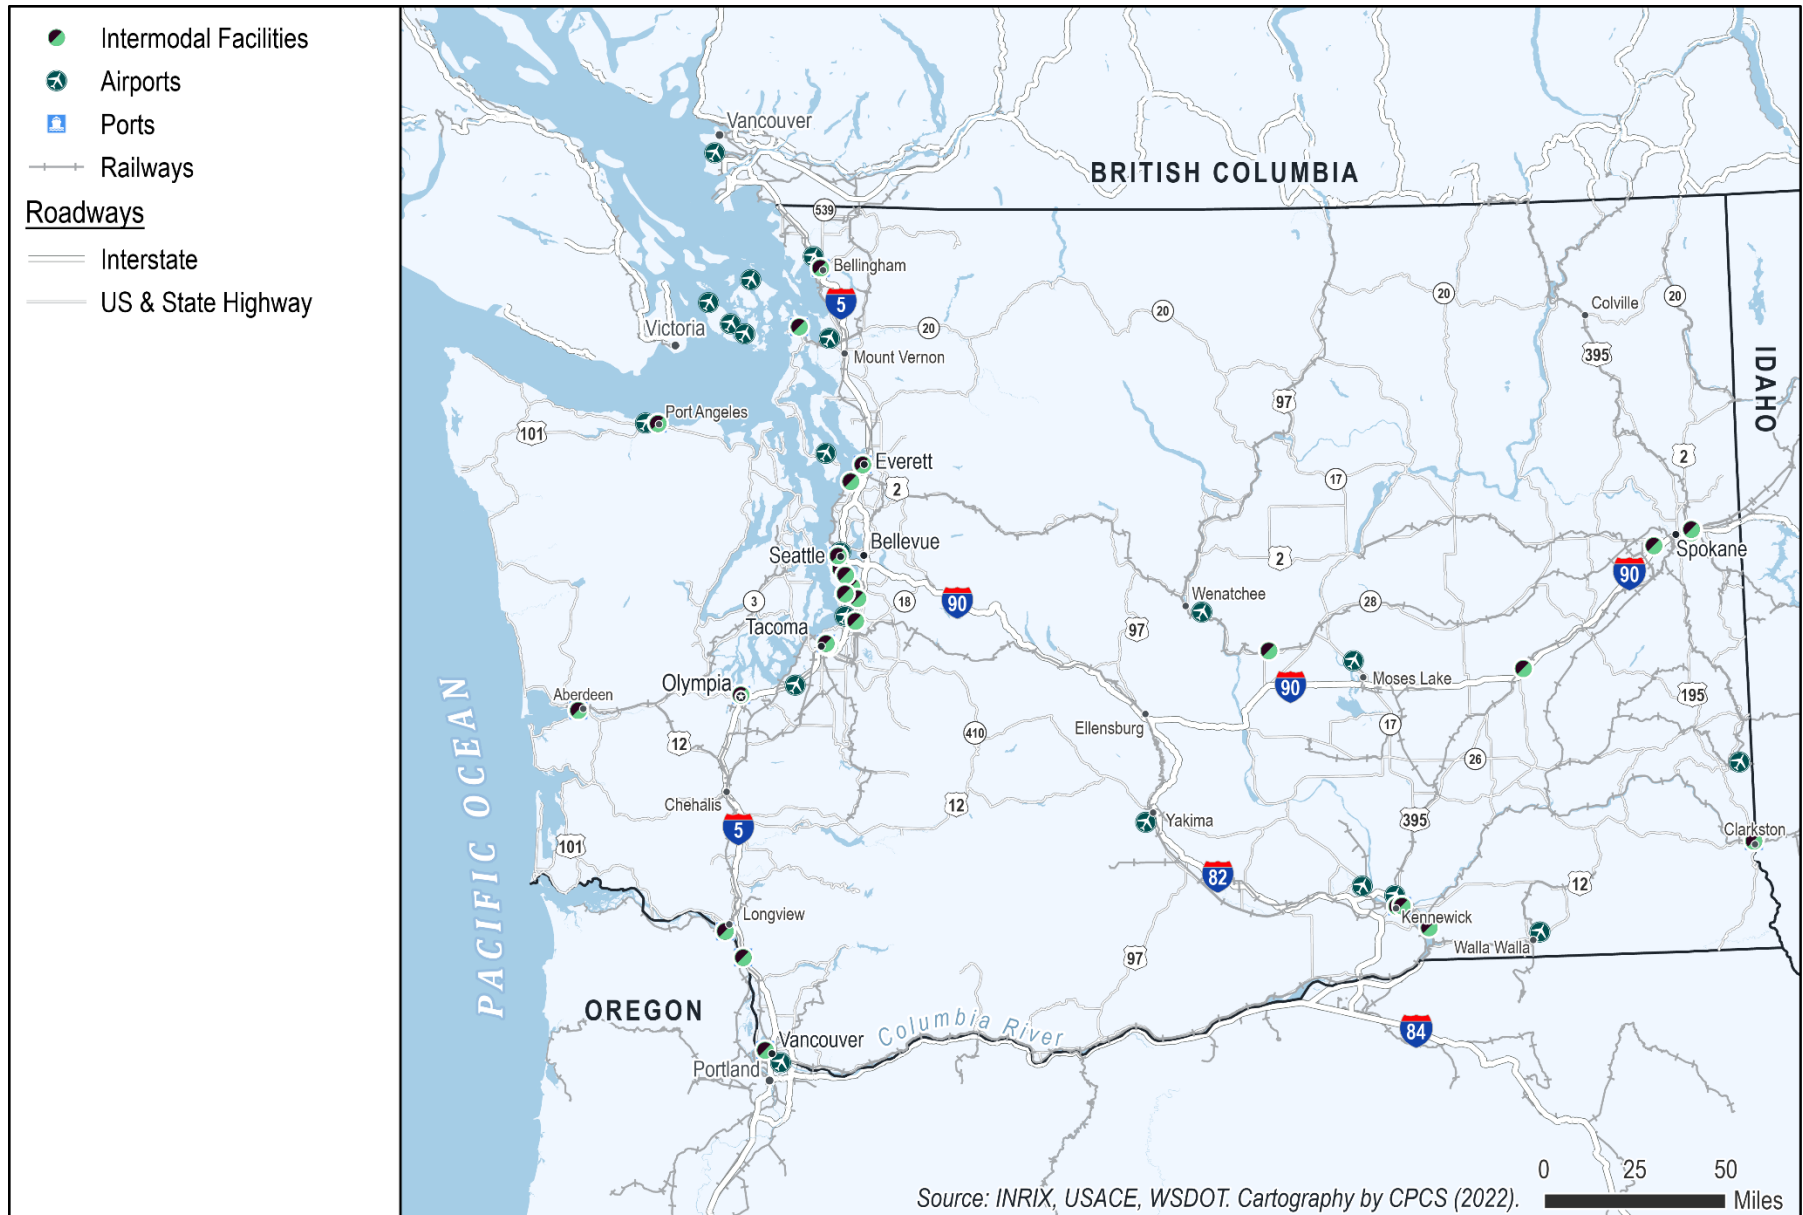 Intermodal Facilities
Airports
Ports
Railways
Roadways
Interstate
US & State Highway
Vancouver
BRITISH COLUMBIA
539
Bellingham
5
20
20
20
20
Colville
Victoria
Mount Vernon
395
IDAHO
97
Port Angeles
101
Everett
2
2
17
Seattle
Bellevue
2
Spokane
90
3
18
90
Wenatchee
28
Tacoma
97
Olympia
Aberdeen
90
Moses Lake
195
PACIFIC OCEAN
12
Ellensburg
410
17
26
Chehalis
12
5
Yakima
395
Clarkston
101
82
12
Longview
Kennewick
Walla Walla
97
OREGON
Columbia River
84
Vancouver
Portland
0 25 50
Miles
Source: INRIX, USACE, WSDOT. Cartography by CPCS (2022).